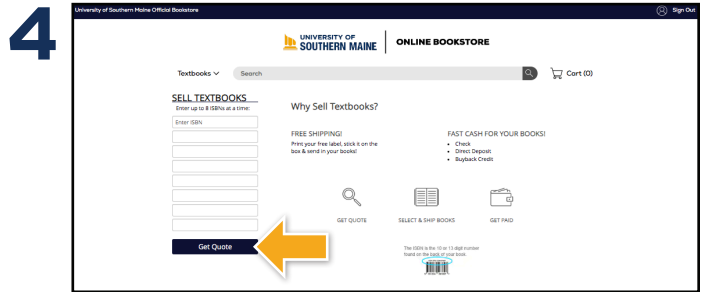 4
University of Southern Maine Official Bookstore
Sign Out
UNIVERSITY OF
SOUTHERN MAINE
ONLINE BOOKSTORE
Textbooks
Search
Cart (0)
SELL TEXTBOOKS
Enter up to 8 ISBNs at a time:
Enter ISBN
Get Quote
Why Sell Textbooks?
FREE SHIPPING!
Print your free label, stick it on the
box & send in your books!
FAST CASH FOR YOUR BOOKS!
• Check
• Direct Deposit
• Buyback Credit
GET QUOTE
SELECT & SHIP BOOKS
GET PAID
The ISBN is the 10 or 13 digit number
found on the back of your book.